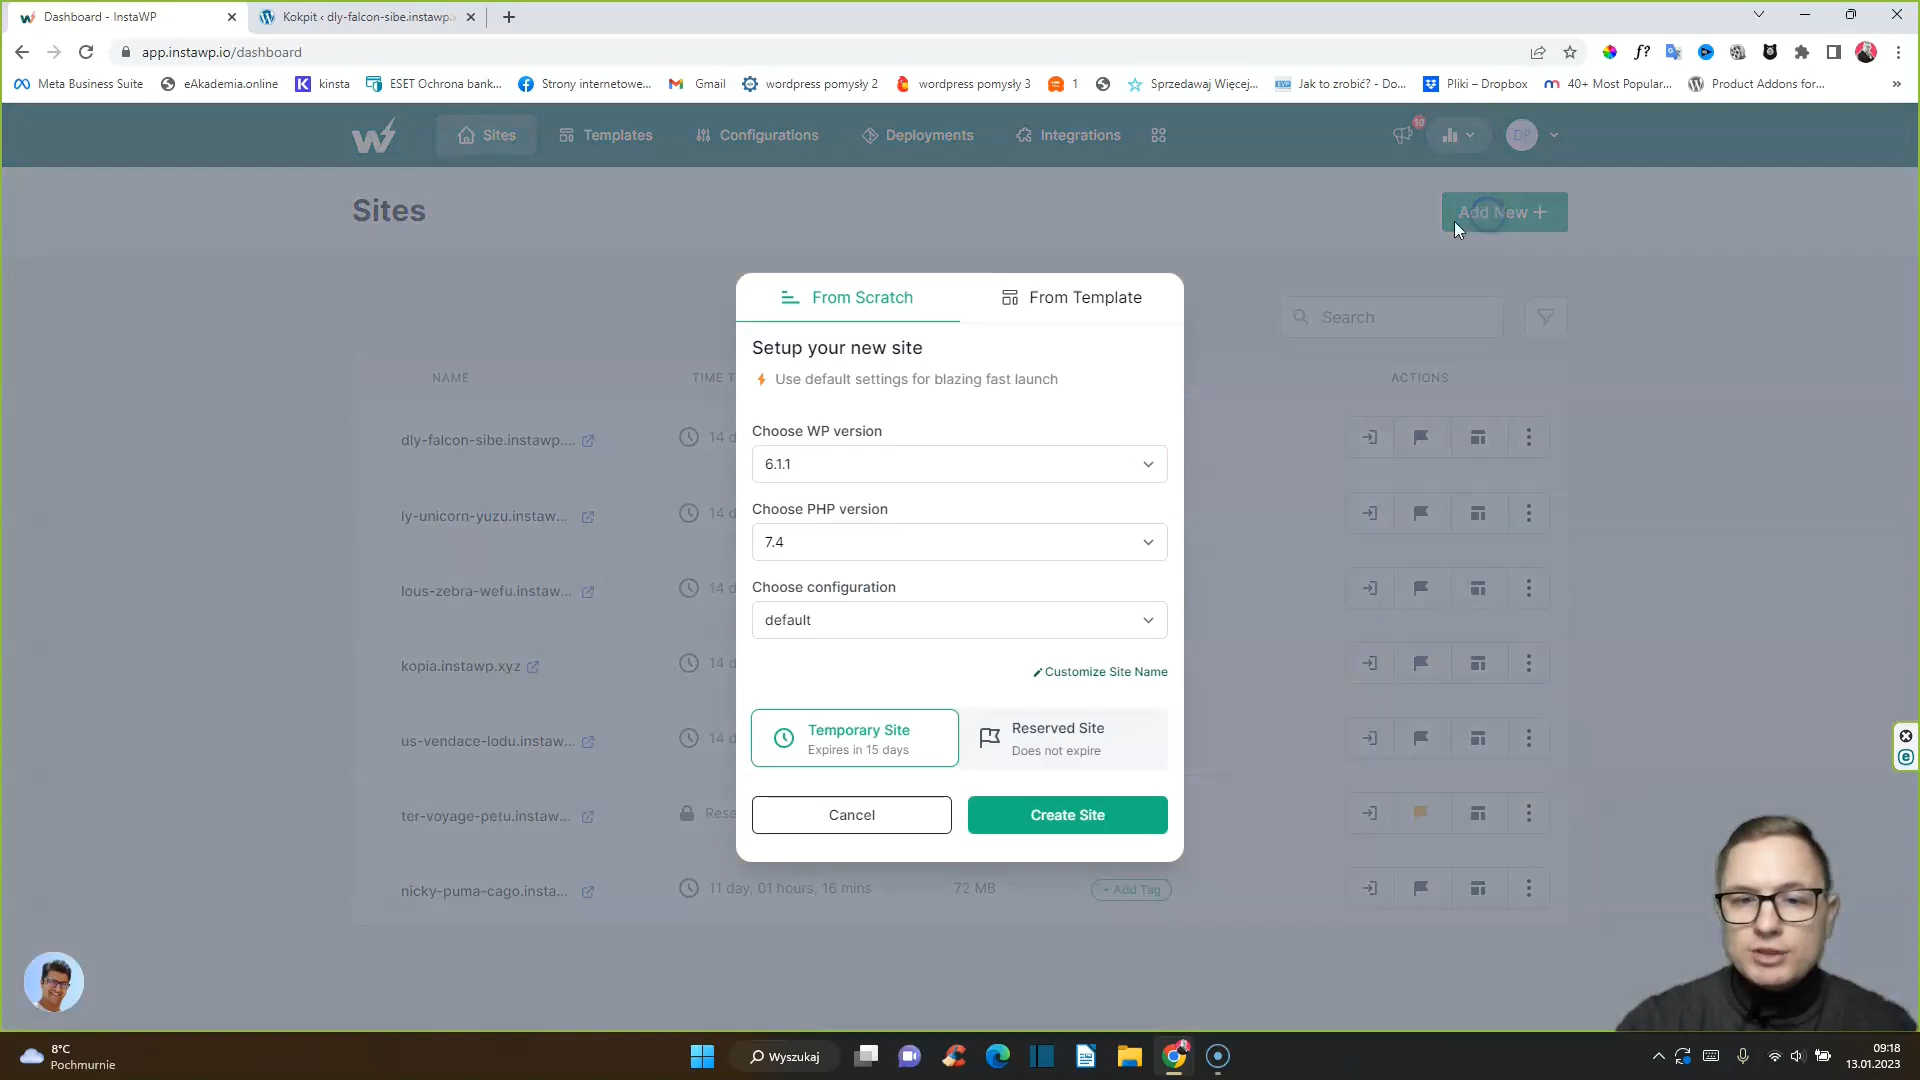 Dashboard - InstaWP
Kokpit ‹ dly-falcon-sibe.instawp.
app.instawp.io/dashboard
f?
Meta Business Suite
eAkademia.online
kinsta
ESET Ochrona bank...
Strony internetowe...
Gmail
wordpress pomysły 2
wordpress pomysły 3
1
Sprzedawaj Więcej,...
Jak to zrobić? - Do...
Pliki – Dropbox
40+ Most Popular...
Product Addons for...
»
Sites
Templates
Configurations
Deployments
Integrations
10
DP
Sites
Add New +
From Scratch
From Template
Search
Setup your new site
Use default settings for blazing fast launch
NAME
TIME T
ACTIONS
Choose WP version
6.1.1
Choose PHP version
7.4
Choose configuration
default
Customize Site Name
Temporary Site
Expires in 15 days
Reserved Site
Does not expire
Cancel
Create Site
dly-falcon-sibe.instawp....
14 d
ly-unicorn-yuzu.instaw...
14 d
lous-zebra-wefu.instaw...
14 d
kopia.instawp.xyz
14 d
us-vendace-lodu.instaw...
14 d
ter-voyage-petu.instaw...
Rese
nicky-puma-cago.insta...
11 day, 01 hours, 16 mins
72 MB
+ Add Tag
8°C
Pochmurnie
Wyszukaj
09:18
13.01.2023